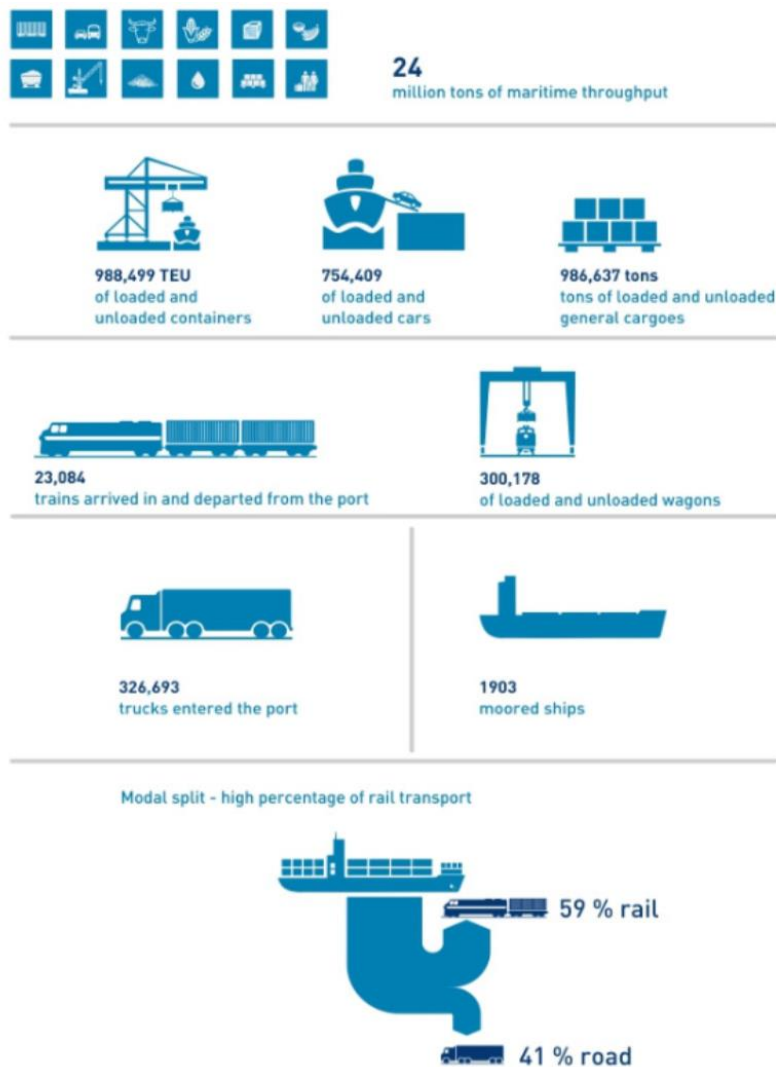 24
million tons of maritime throughput
988,499 TEU
of loaded and
unloaded containers
754,409
of loaded and
unloaded cars
986,637 tons
tons of loaded and unloaded
general cargoes
23,084
trains arrived in and departed from the port
300,178
of loaded and unloaded wagons
326,693
trucks entered the port
1903
moored ships
Modal split - high percentage of rail transport
59 % rail
41 % road